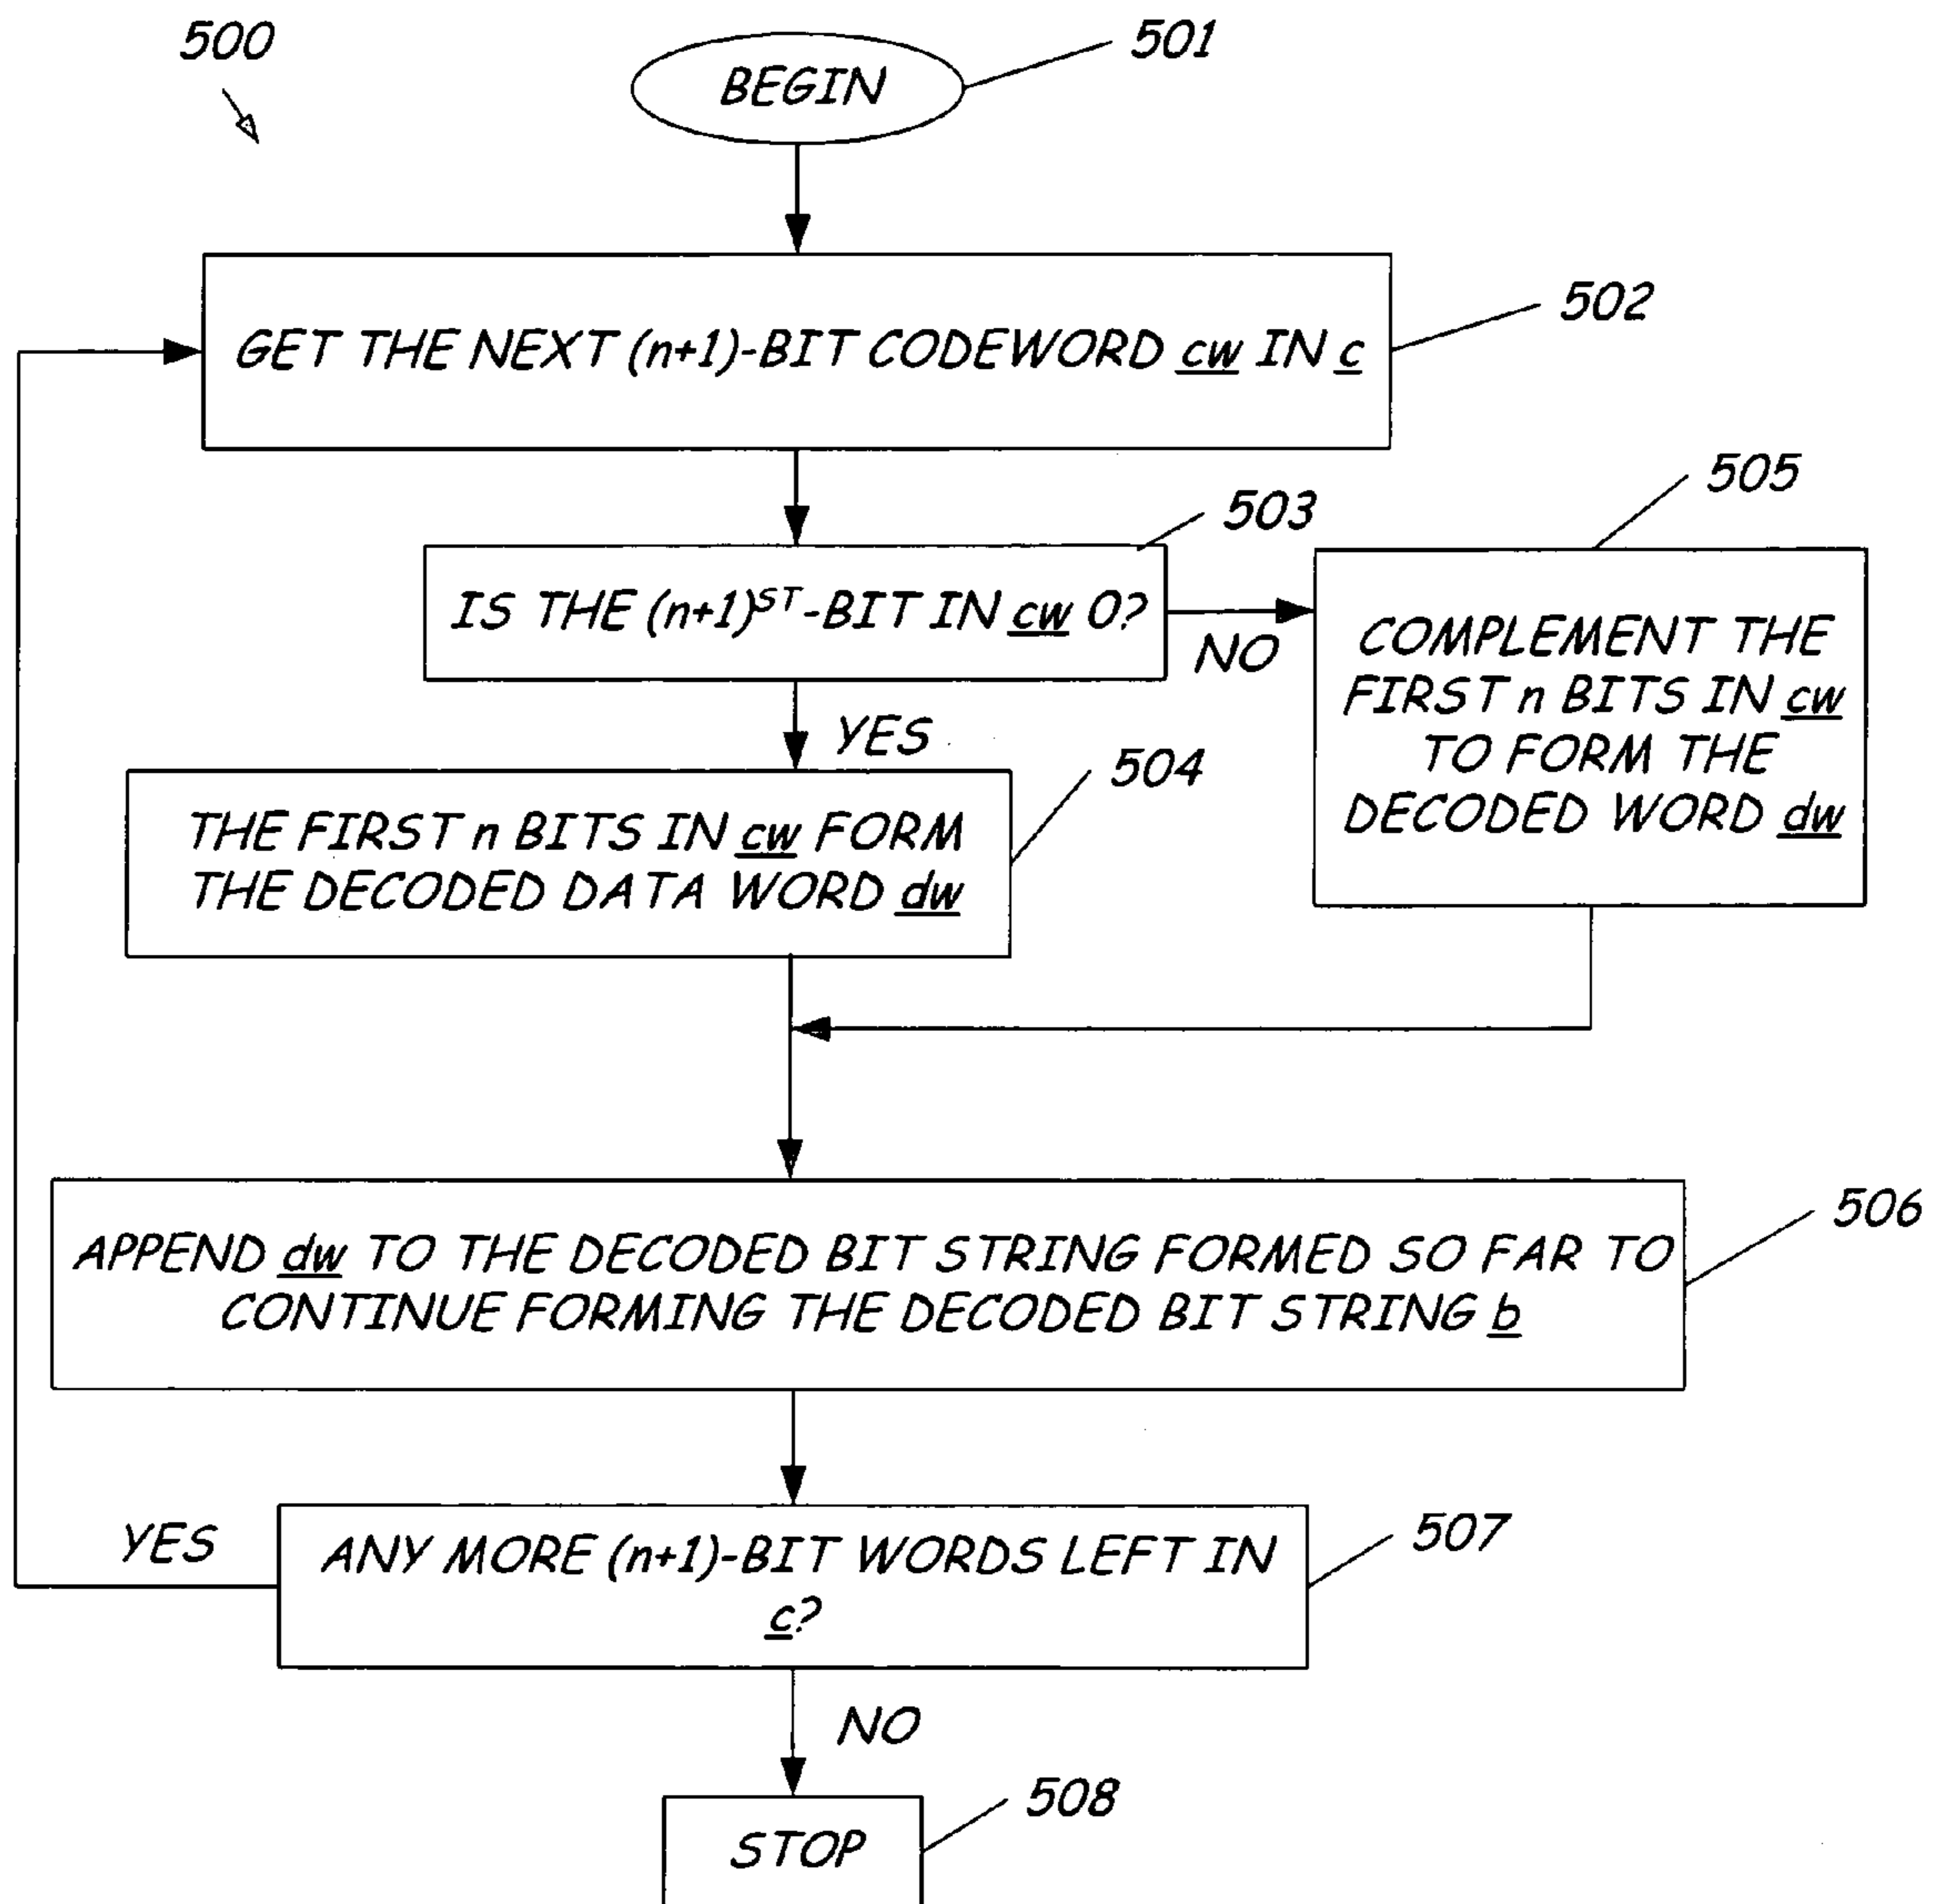 500
BEGIN
501
GET THE NEXT (n+1)-BIT CODEWORD cw IN c
502
IS THE (n+1)ST-BIT IN cw 0?
503
NO
YES
COMPLEMENT THE
FIRST n BITS IN cw
TO FORM THE
DECODED WORD dw
505
THE FIRST n BITS IN cw FORM
THE DECODED DATA WORD dw
504
APPEND dw TO THE DECODED BIT STRING FORMED SO FAR TO
CONTINUE FORMING THE DECODED BIT STRING b
506
YES
ANY MORE (n+1)-BIT WORDS LEFT IN
c?
507
NO
STOP
508